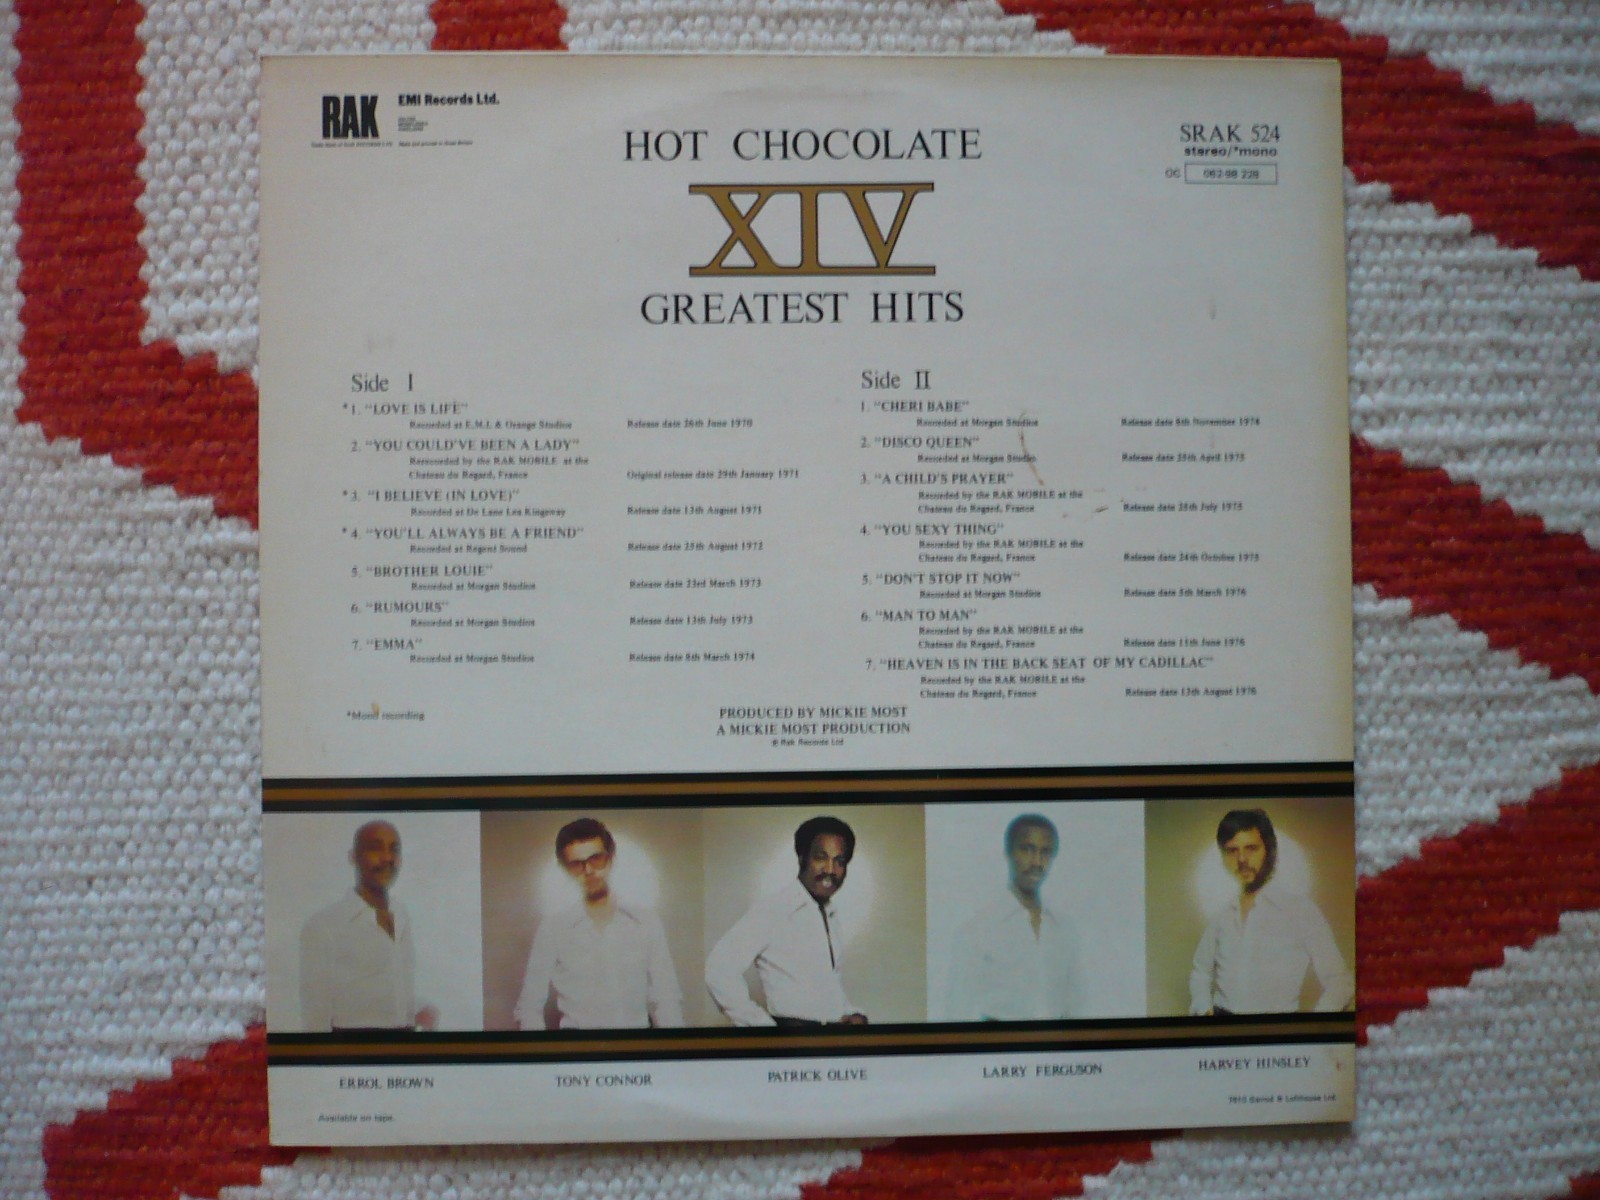 RAK
EMI Records Ltd.
HOT CHOCOLATE
XIV
GREATEST HITS
SRAK 524
stereo/*mono
OC 062-98 228
Side I
*1. "LOVE IS LIFE"
Recorded at E.M.I. & Orange Studios Release date 26th June 1970
2. "YOU COULD'VE BEEN A LADY"
Rerecorded by the RAK MOBILE at the
Chateau du Regard, France Original release date 29th January 1971
*3. "I BELIEVE (IN LOVE)"
Recorded at De Lane Lea Kingsway Release date 13th August 1971
*4. "YOU'LL ALWAYS BE A FRIEND"
Recorded at Regent Sound Release date 25th August 1972
5. "BROTHER LOUIE"
Recorded at Morgan Studios Release date 23rd March 1973
6. "RUMOURS"
Recorded at Morgan Studios Release date 13th July 1973
7. "EMMA"
Recorded at Morgan Studios Release date 8th March 1974
*Mono recording
Side II
1. "CHERI BABE"
Recorded at Morgan Studios Release date 8th November 1974
2. "DISCO QUEEN"
Recorded at Morgan Studio Release date 25th April 1975
3. "A CHILD'S PRAYER"
Recorded by the RAK MOBILE at the
Chateau du Regard, France Release date 25th July 1975
4. "YOU SEXY THING"
Recorded by the RAK MOBILE at the
Chateau du Regard, France Release date 24th October 1975
5. "DON'T STOP IT NOW"
Recorded at Morgan Studios Release date 5th March 1976
6. "MAN TO MAN"
Recorded by the RAK MOBILE at the
Chateau du Regard, France Release date 11th June 1976
7. "HEAVEN IS IN THE BACK SEAT OF MY CADILLAC"
Recorded by the RAK MOBILE at the
Chateau du Regard, France Release date 13th August 1976
PRODUCED BY MICKIE MOST
A MICKIE MOST PRODUCTION
℗ Rak Records Ltd
ERROL BROWN
TONY CONNOR
PATRICK OLIVE
LARRY FERGUSON
HARVEY HINSLEY
Available on tape.
7610 Garrod & Lofthouse Ltd.